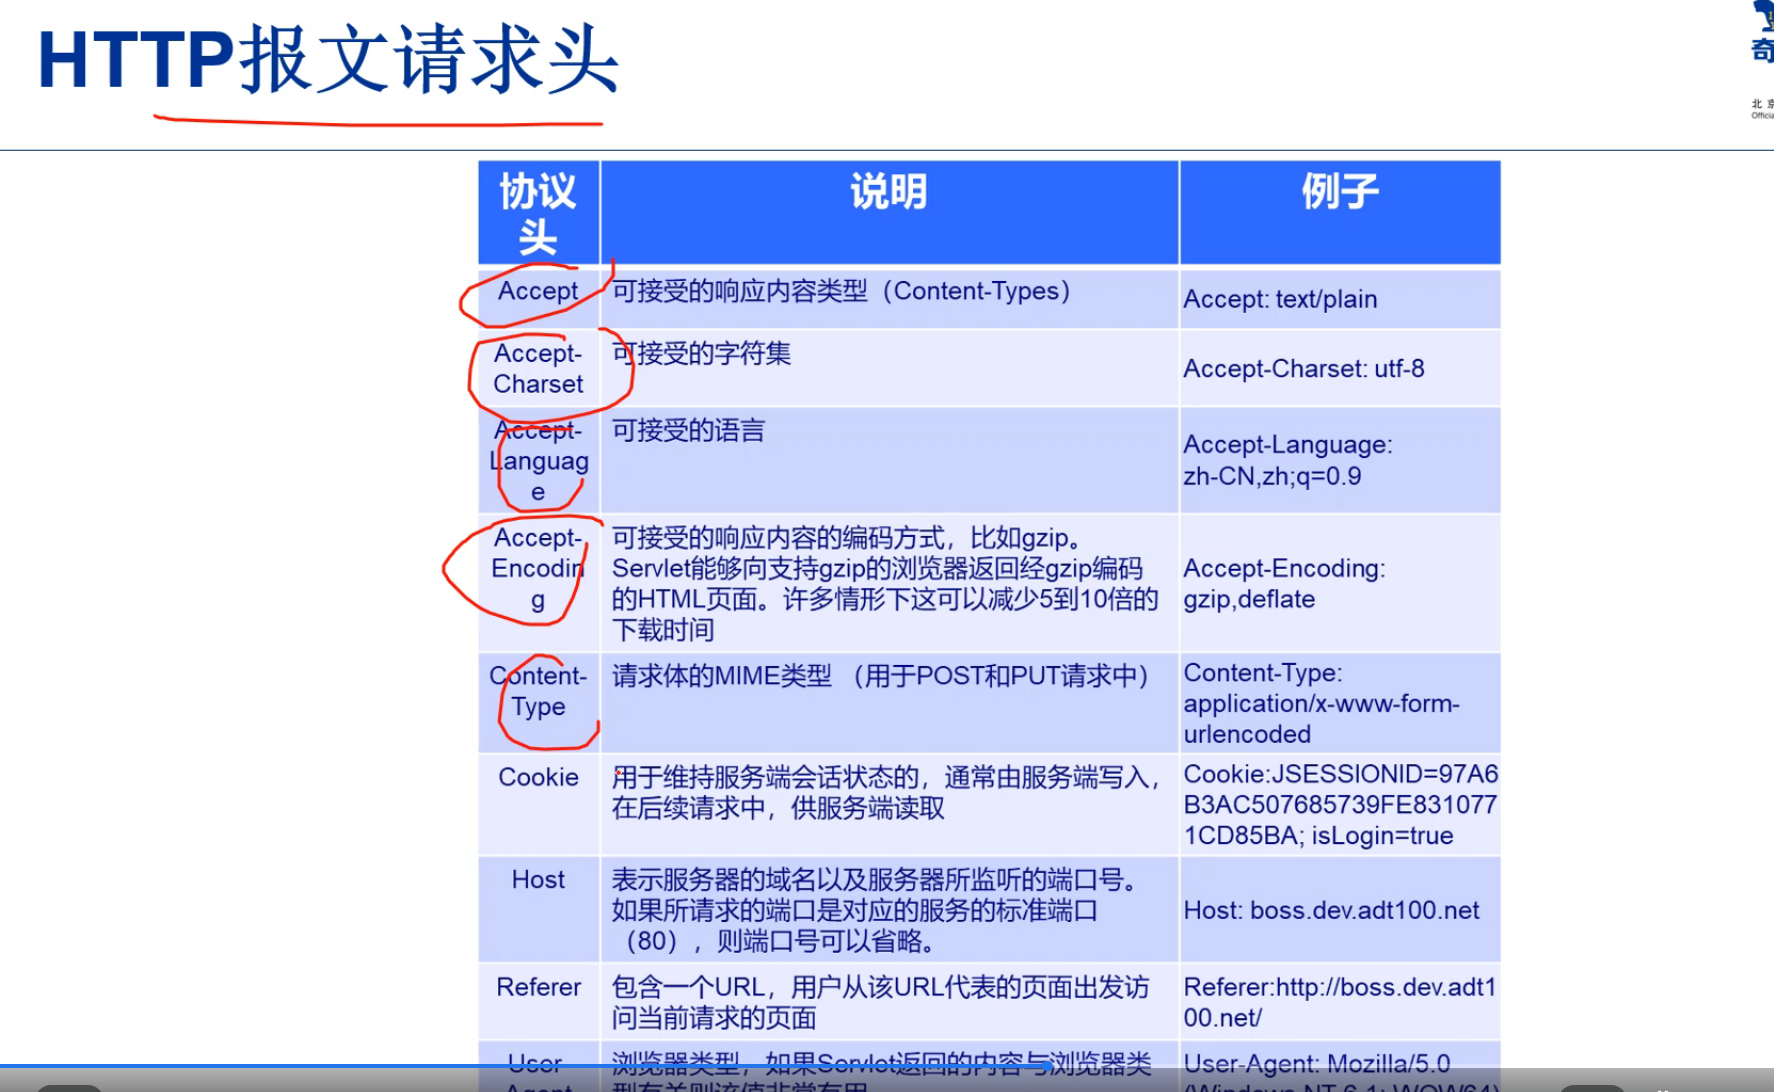 HTTP报文请求头
奇
北 京
Officia
协议
头
说明
例子
Accept
可接受的响应内容类型（Content-Types）
Accept: text/plain
Accept-
Charset
可接受的字符集
Accept-Charset: utf-8
Accept-
Languag
e
可接受的语言
Accept-Language:
zh-CN,zh;q=0.9
Accept-
Encodin
g
可接受的响应内容的编码方式，比如gzip。
Servlet能够向支持gzip的浏览器返回经gzip编码
的HTML页面。许多情形下这可以减少5到10倍的
下载时间
Accept-Encoding:
gzip,deflate
Content-
Type
请求体的MIME类型 （用于POST和PUT请求中）
Content-Type:
application/x-www-form-
urlencoded
Cookie
用于维持服务端会话状态的，通常由服务端写入，
在后续请求中，供服务端读取
Cookie:JSESSIONID=97A6
B3AC507685739FE831077
1CD85BA; isLogin=true
Host
表示服务器的域名以及服务器所监听的端口号。
如果所请求的端口是对应的服务的标准端口
（80），则端口号可以省略。
Host: boss.dev.adt100.net
Referer
包含一个URL，用户从该URL代表的页面出发访
问当前请求的页面
Referer:http://boss.dev.adt1
00.net/
User-
Agent
浏览器类型，如果Servlet返回的内容与浏览器类
型有关则该值非常有用
User-Agent: Mozilla/5.0
(Windows NT 6.1; WOW64)